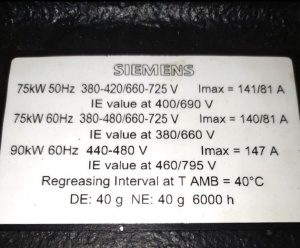 SIEMENS
75kW 50Hz 380-420/660-725 V Imax = 141/81 A
IE value at 400/690 V
75kW 60Hz 380-480/660-725 V Imax = 140/81 A
IE value at 380/660 V
90kW 60Hz 440-480 V Imax = 147 A
IE value at 460/795 V
Regreasing Interval at T AMB = 40°C
DE: 40 g NE: 40 g 6000 h